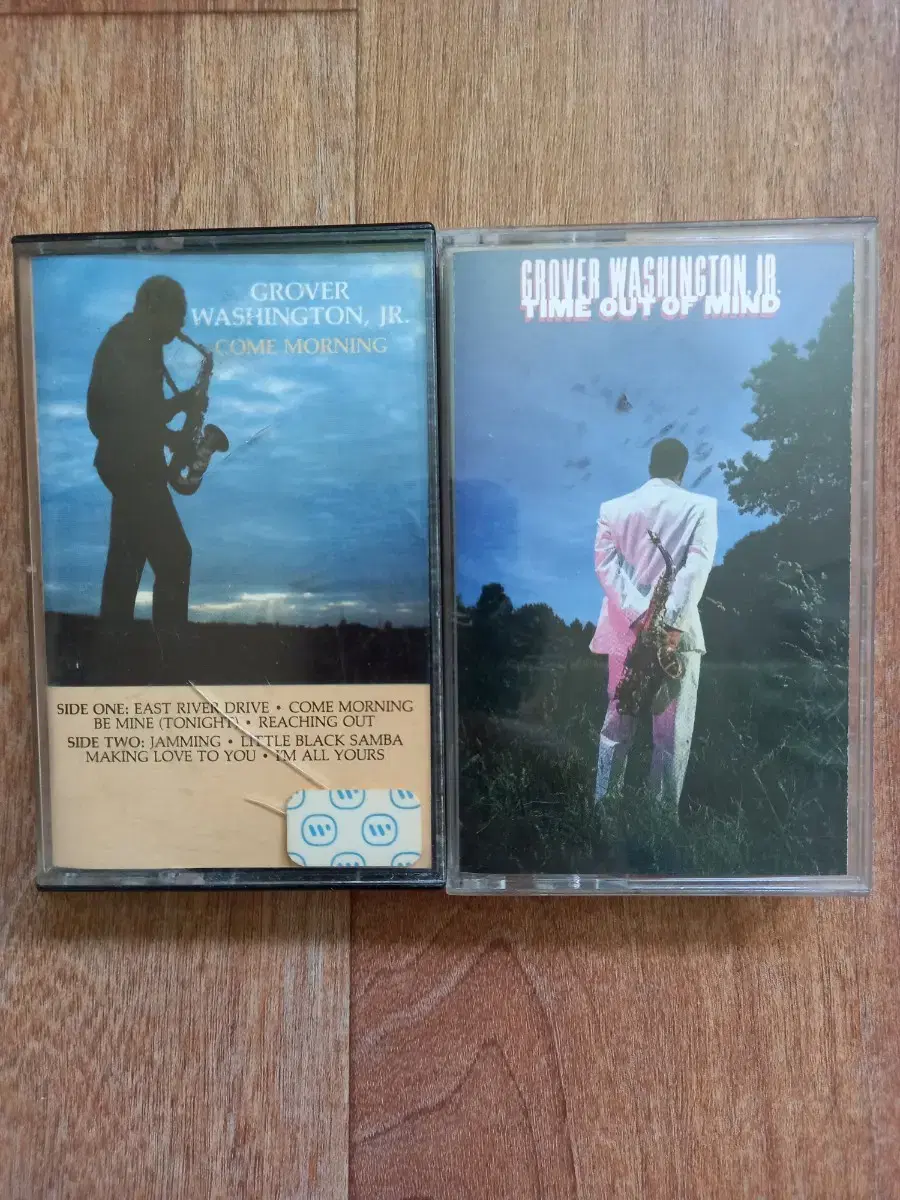 GROVER
WASHINGTON, JR.
COME MORNING
SIDE ONE: EAST RIVER DRIVE • COME MORNING
BE MINE (TONIGHT) • REACHING OUT
SIDE TWO: JAMMING • LITTLE BLACK SAMBA
MAKING LOVE TO YOU • I'M ALL YOURS
GROVER WASHINGTON, JR.
TIME OUT OF MIND